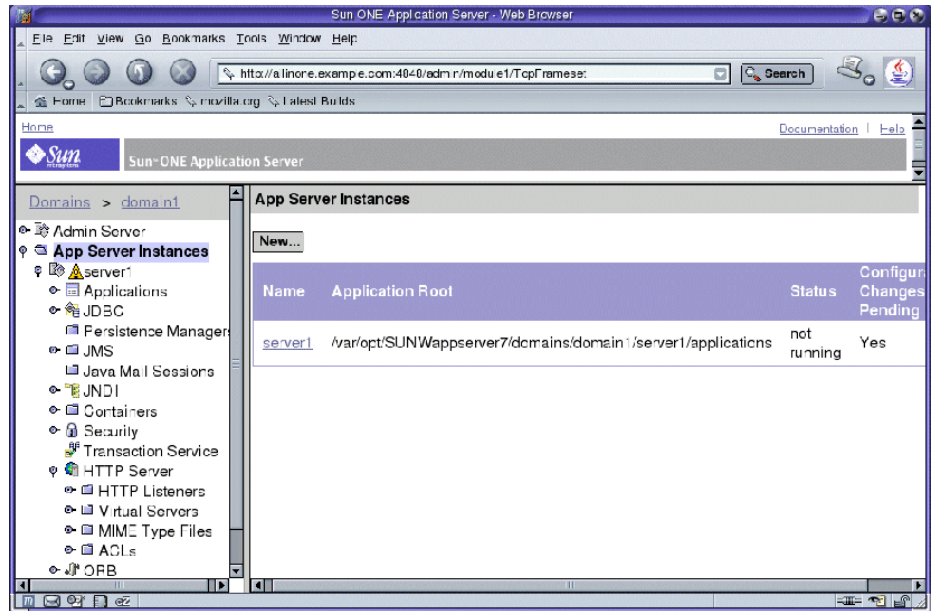 Sun ONE Application Server - Web Browser
File Edit View Go Bookmarks Tools Window Help
http://allinone.example.com:4848/admin/module1/TopFrameset
Search
Home Bookmarks mozilla.org Latest Builds
Home
Documentation | Help
Sun
microsystems
Sun ONE Application Server
Domains > domain1
Admin Server
App Server Instances
server1
Applications
JDBC
Persistence Manager
JMS
Java Mail Sessions
JNDI
Containers
Security
Transaction Service
HTTP Server
HTTP Listeners
Virtual Servers
MIME Type Files
ACLs
ORB
App Server Instances
New...
Name Application Root Status Configur
Changes
Pending
server1 /var/opt/SUNWappserver7/domains/domain1/server1/applications not running Yes